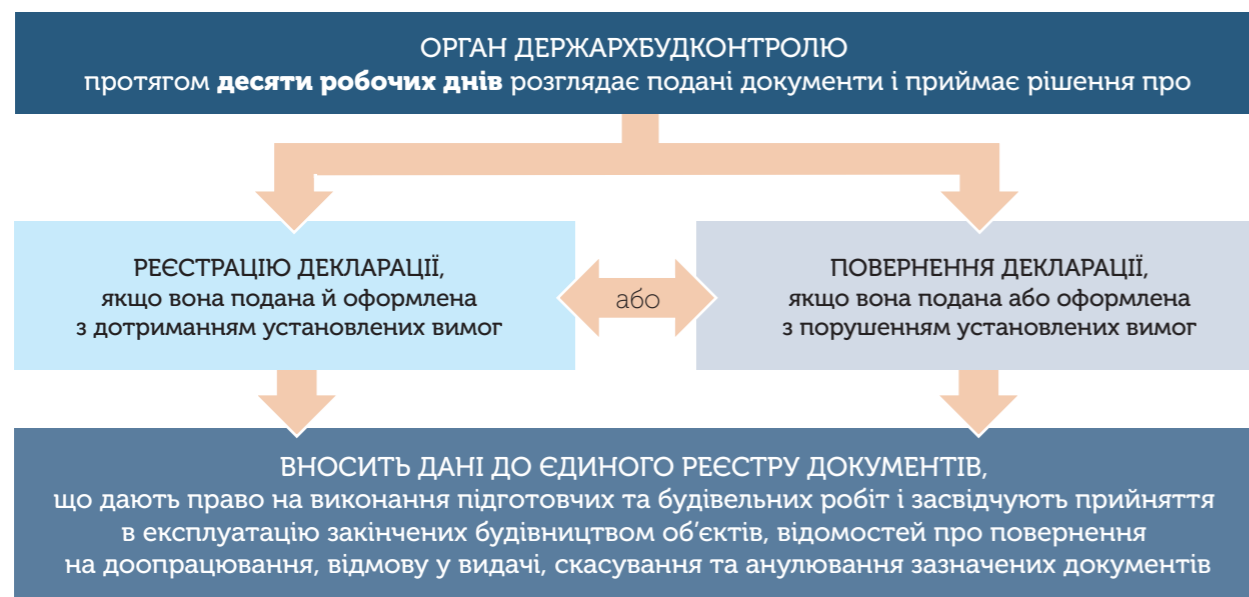 ОРГАН ДЕРЖАРХБУДКОНТРОЛЮ
протягом десяти робочих днів розглядає подані документи і приймає рішення про
РЕЄСТРАЦІЮ ДЕКЛАРАЦІЇ,
якщо вона подана й оформлена
з дотриманням установлених вимог
або
ПОВЕРНЕННЯ ДЕКЛАРАЦІЇ,
якщо вона подана або оформлена
з порушенням установлених вимог
ВНОСИТЬ ДАНІ ДО ЄДИНОГО РЕЄСТРУ ДОКУМЕНТІВ,
що дають право на виконання підготовчих та будівельних робіт і засвідчують прийняття
в експлуатацію закінчених будівництвом об’єктів, відомостей про повернення
на доопрацювання, відмову у видачі, скасування та анулювання зазначених документів